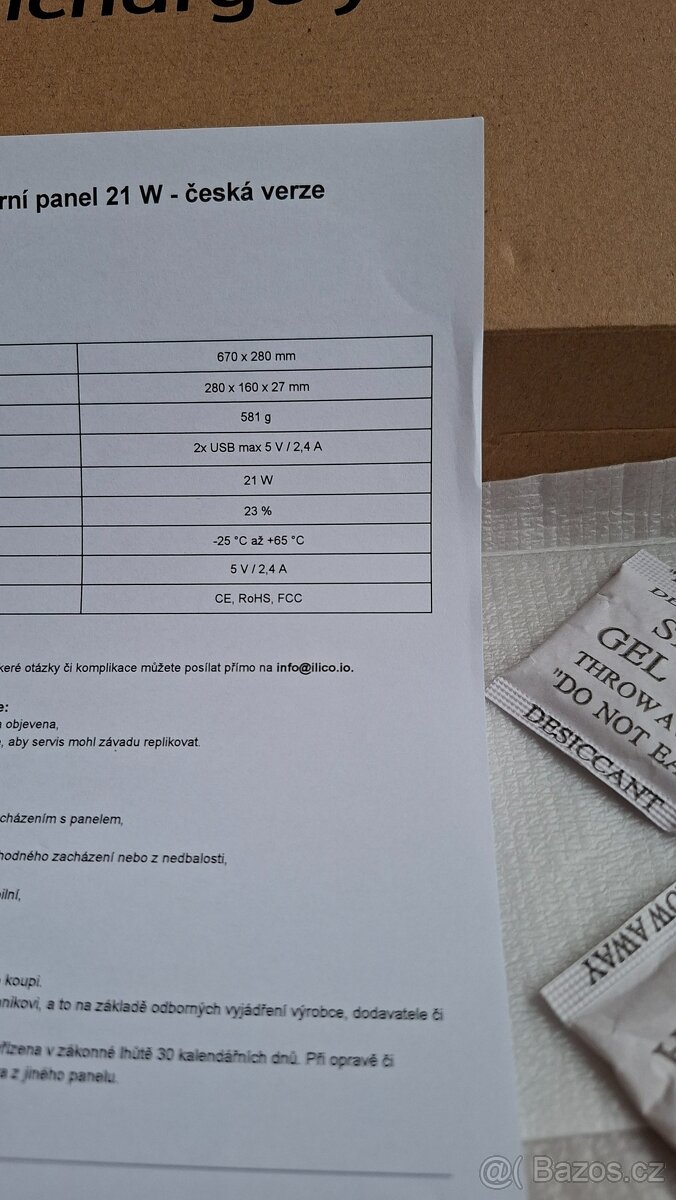 rní panel 21 W - česká verze
670 x 280 mm
280 x 160 x 27 mm
581 g
2x USB max 5 V / 2,4 A
21 W
23 %
-25 °C až +65 °C
5 V / 2,4 A
CE, RoHS, FCC
keré otázky či komplikace můžete posílat přímo na info@ilico.io.
e:
a objevena,
, aby servis mohl závadu replikovat.
cházením s panelem,
hodného zacházení nebo z nedbalosti,
ilní,
koupi.
níkovi, a to na základě odborných vyjádření výrobce, dodavatele či
řízena v zákonné lhůtě 30 kalendářních dnů. Při opravě či
a z jiného panelu.
GEL
THROW A
"DO NOT EA
DESICCANT
OW AWAY
@( Bazos.cz